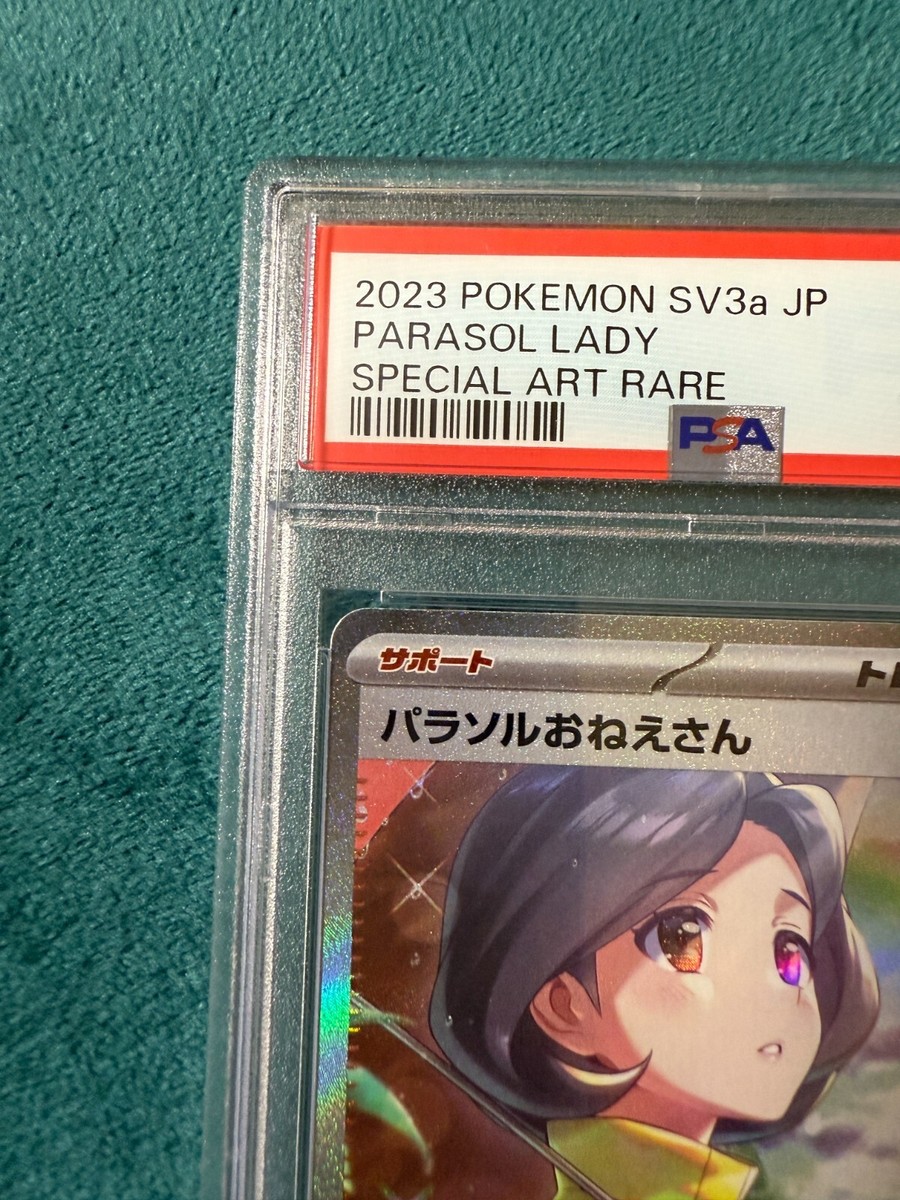 2023 POKEMON SV3a JP
PARASOL LADY
SPECIAL ART RARE
PSA
サポート
パラソルおねえさん